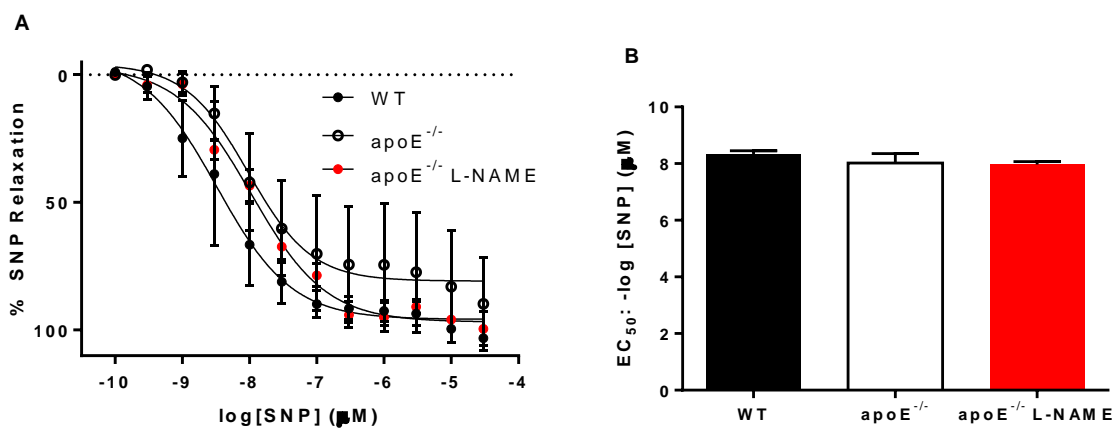 A
% SNP Relaxation
0
50
100
WT
apoE-/-
apoE-/- L-NAME
-10 -9 -8 -7 -6 -5 -4
log[SNP] (μM)
B
EC50: -log [SNP] (μM)
10
8
6
4
2
0
WT apoE-/- apoE-/- L-NAME